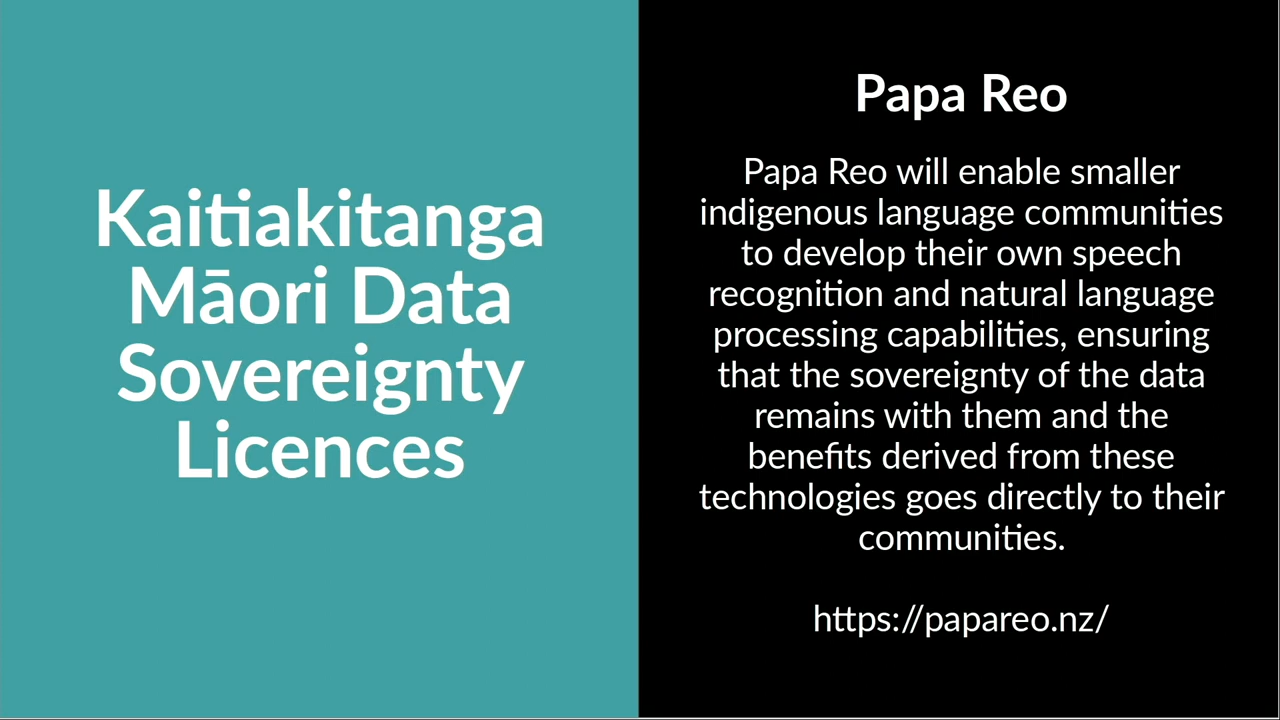 Kaitiakitanga
Māori Data
Sovereignty
Licences
Papa Reo
Papa Reo will enable smaller
indigenous language communities
to develop their own speech
recognition and natural language
processing capabilities, ensuring
that the sovereignty of the data
remains with them and the
benefits derived from these
technologies goes directly to their
communities.
https://papareo.nz/